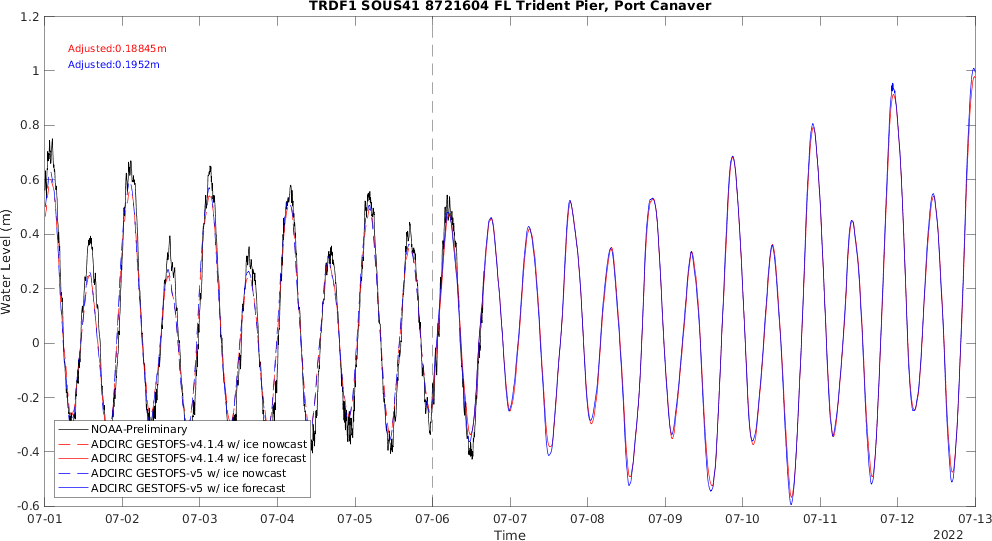 TRDF1 SOUS41 8721604 FL Trident Pier, Port Canaver
Adjusted:0.18845m
Adjusted:0.1952m
1.2
1
0.8
0.6
0.4
0.2
0
-0.2
-0.4
-0.6
Water Level (m)
NOAA-Preliminary
ADCIRC GESTOFS-v4.1.4 w/ ice nowcast
ADCIRC GESTOFS-v4.1.4 w/ ice forecast
ADCIRC GESTOFS-v5 w/ ice nowcast
ADCIRC GESTOFS-v5 w/ ice forecast
07-01 07-02 07-03 07-04 07-05 07-06 07-07 07-08 07-09 07-10 07-11 07-12 07-13
Time
2022